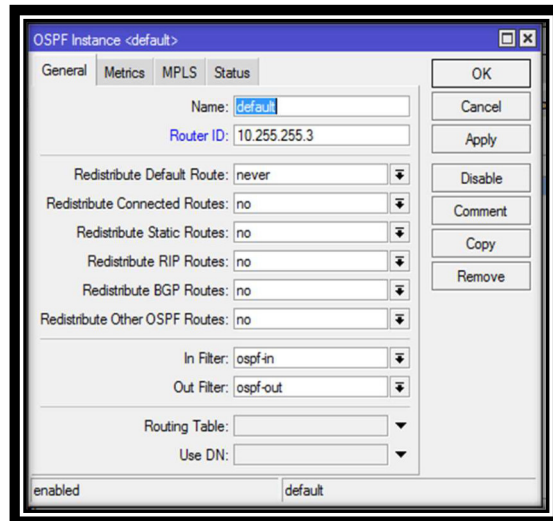 OSPF Instance <default>
General Metrics MPLS Status
OK
Name: default
Cancel
Router ID: 10.255.255.3
Apply
Redistribute Default Route: never
Disable
Redistribute Connected Routes: no
Comment
Redistribute Static Routes: no
Copy
Redistribute RIP Routes: no
Remove
Redistribute BGP Routes: no
Redistribute Other OSPF Routes: no
In Filter: ospf-in
Out Filter: ospf-out
Routing Table:
Use DN:
enabled default